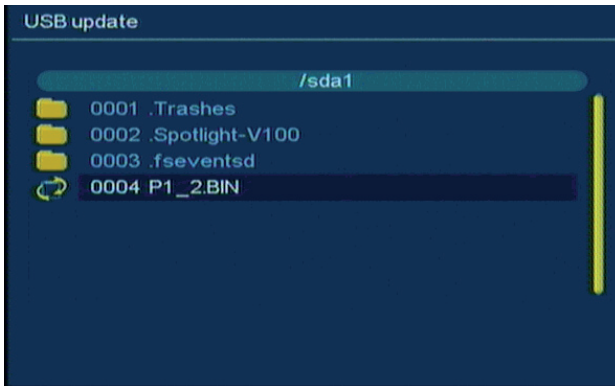 USB update
/sda1
0001 .Trashes
0002 .Spotlight-V100
0003 .fseventsd
0004 P1_2.BIN